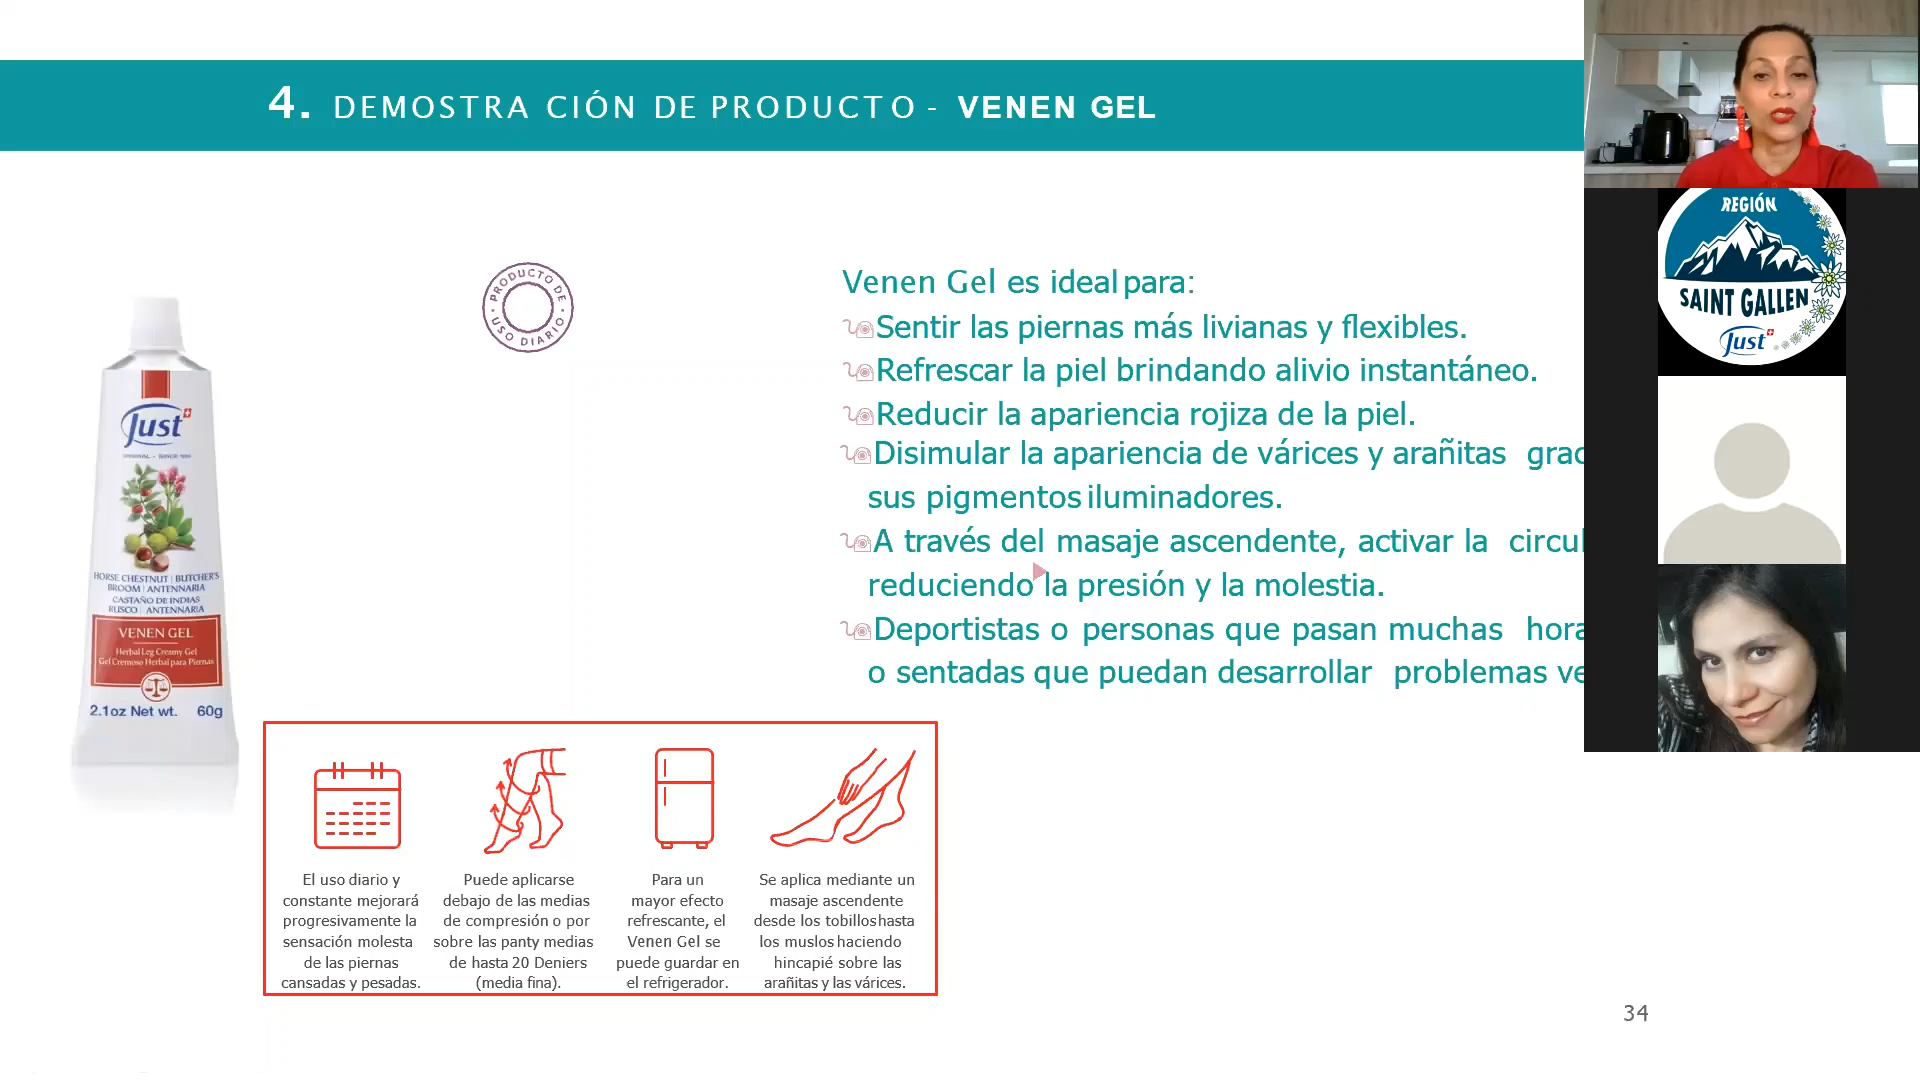 4. DEMOSTRA CIÓN DE PRODUCTO - VENEN GEL
PRODUCTO DE
USO DIARIO
Venen Gel es ideal para:
Sentir las piernas más livianas y flexibles.
Refrescar la piel brindando alivio instantáneo.
Reducir la apariencia rojiza de la piel.
Disimular la apariencia de várices y arañitas
sus pigmentos iluminadores.
A través del masaje ascendente, activar la
reduciendo la presión y la molestia.
Deportistas o personas que pasan muchas
o sentadas que puedan desarrollar problemas
Just
HORSE CHESTNUT | BUTCHER'S
BROOM | ANTENNARIA
CASTAÑO DE INDIAS
RUSCO | ANTENNARIA
VENEN GEL
Herbal Leg Creamy Gel
Gel Cremoso Herbal para Piernas
2.1oz Net wt. 60g
El uso diario y
constante mejorará
progresivamente la
sensación molesta
de las piernas
cansadas y pesadas.
Puede aplicarse
debajo de las medias
de compresión o por
sobre las panty medias
de hasta 20 Deniers
(media fina).
Para un
mayor efecto
refrescante, el
Venen Gel se
puede guardar en
el refrigerador.
Se aplica mediante un
masaje ascendente
desde los tobillos hasta
los muslos haciendo
hincapié sobre las
arañitas y las várices.
34
REGIÓN
SAINT GALLEN
Just